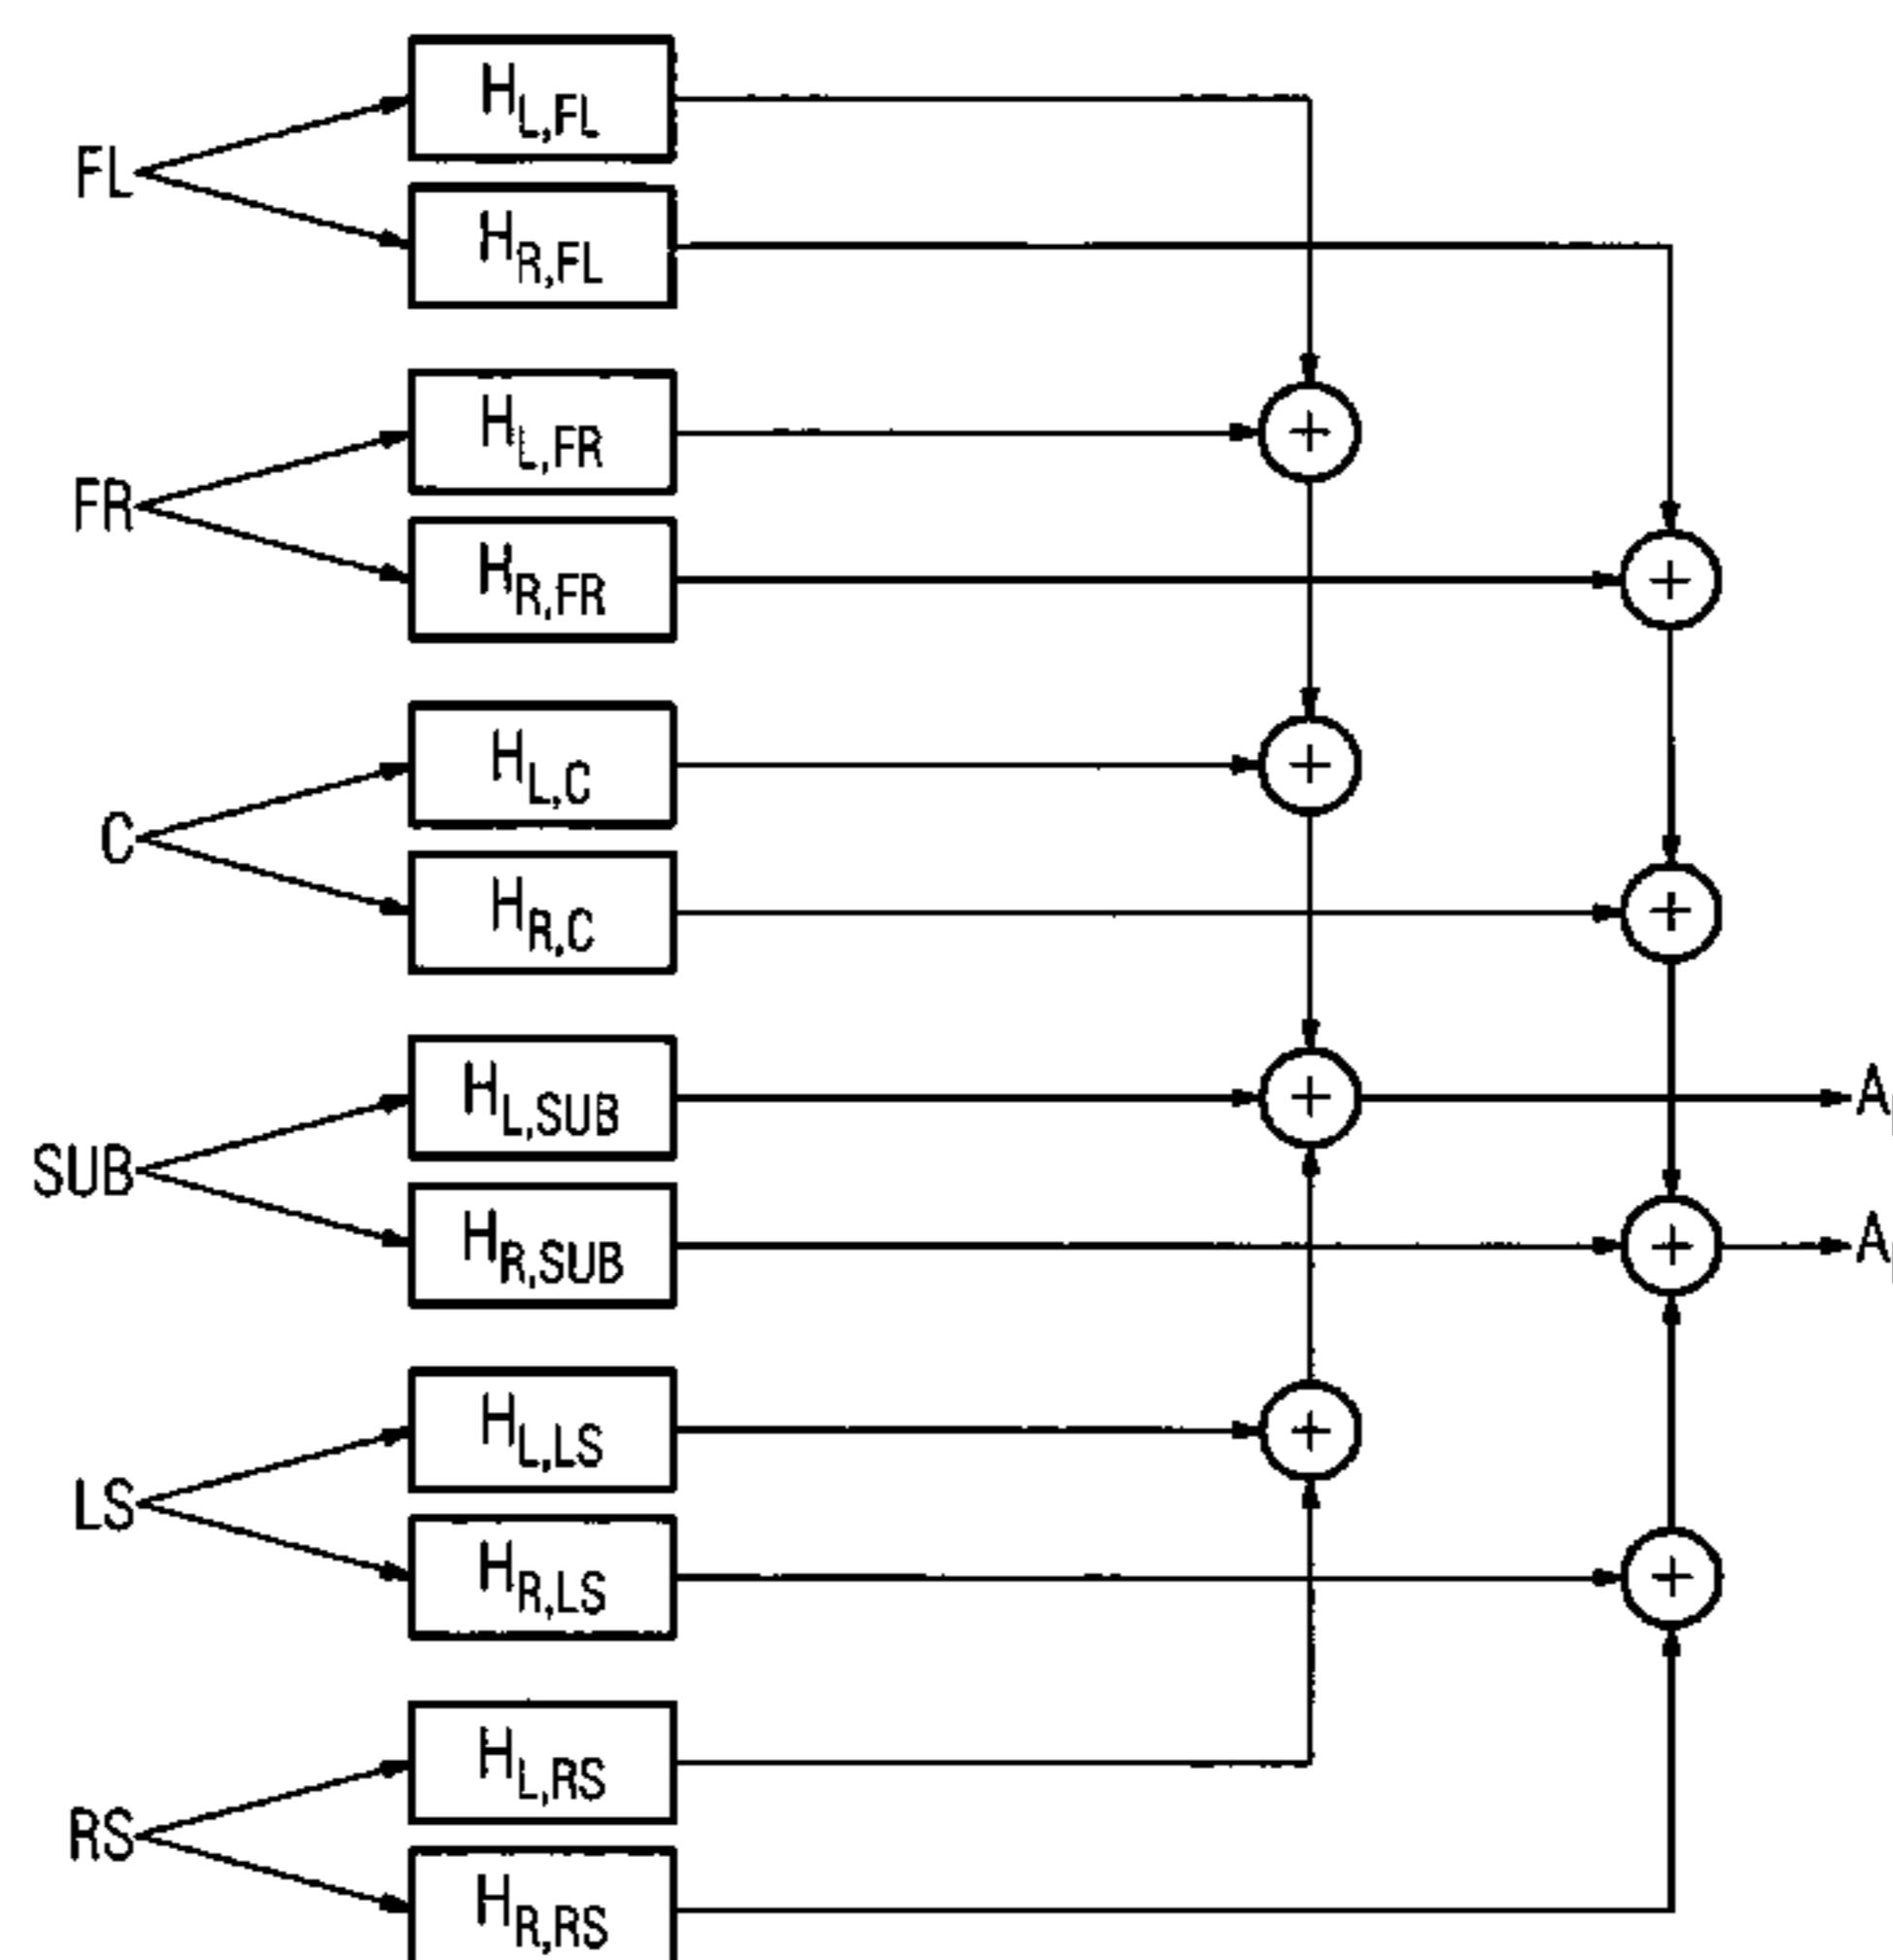 H_L,FL
FL
H_R,FL
H_L,FR
+
FR
H_R,FR
+
H_L,C
+
C
H_R,C
+
H_L,SUB
+
A
SUB
H_R,SUB
+
A
H_L,LS
+
LS
H_R,LS
+
H_L,RS
RS
H_R,RS